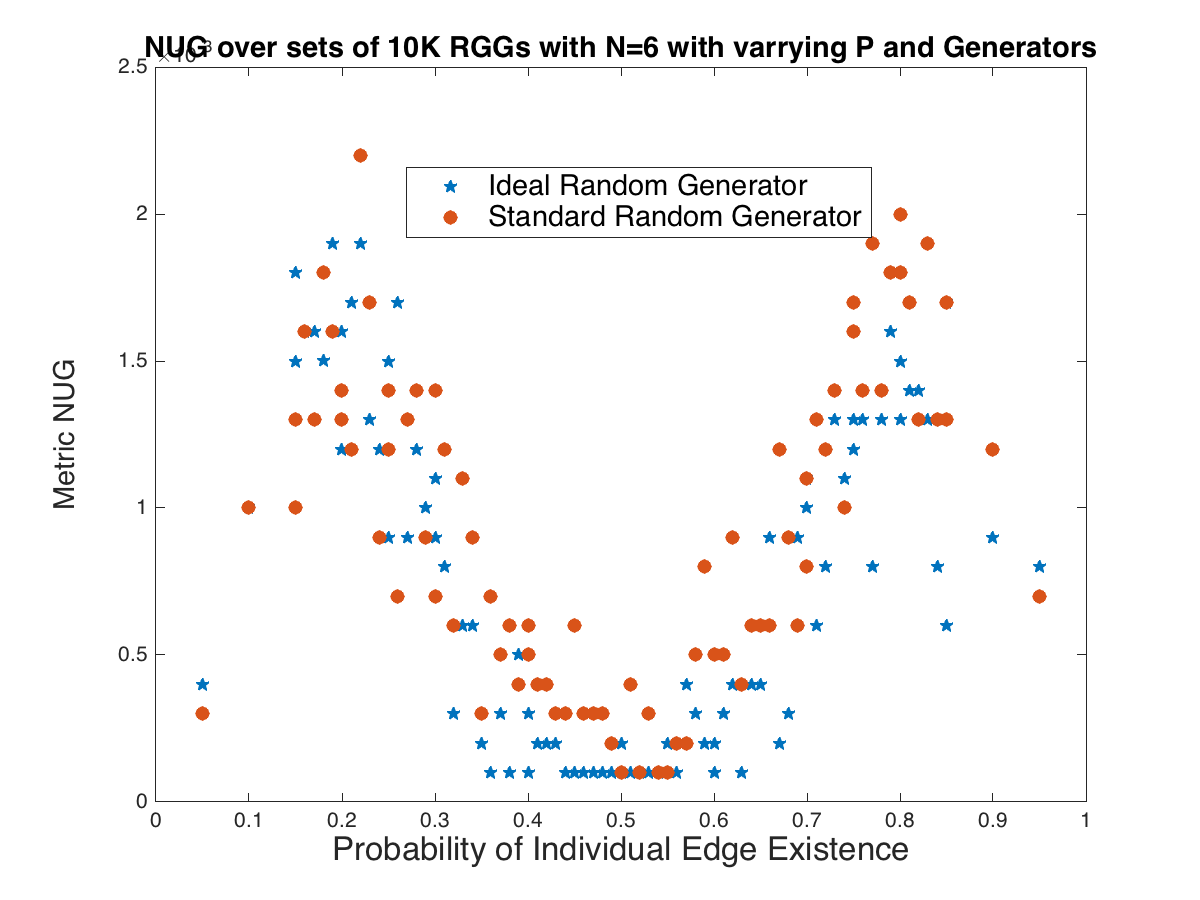 NUG over sets of 10K RGGs with N=6 with varrying P and Generators
×10⁻³
2.5
2
1.5
1
0.5
0
Ideal Random Generator
Standard Random Generator
Metric NUG
0 0.1 0.2 0.3 0.4 0.5 0.6 0.7 0.8 0.9 1
Probability of Individual Edge Existence